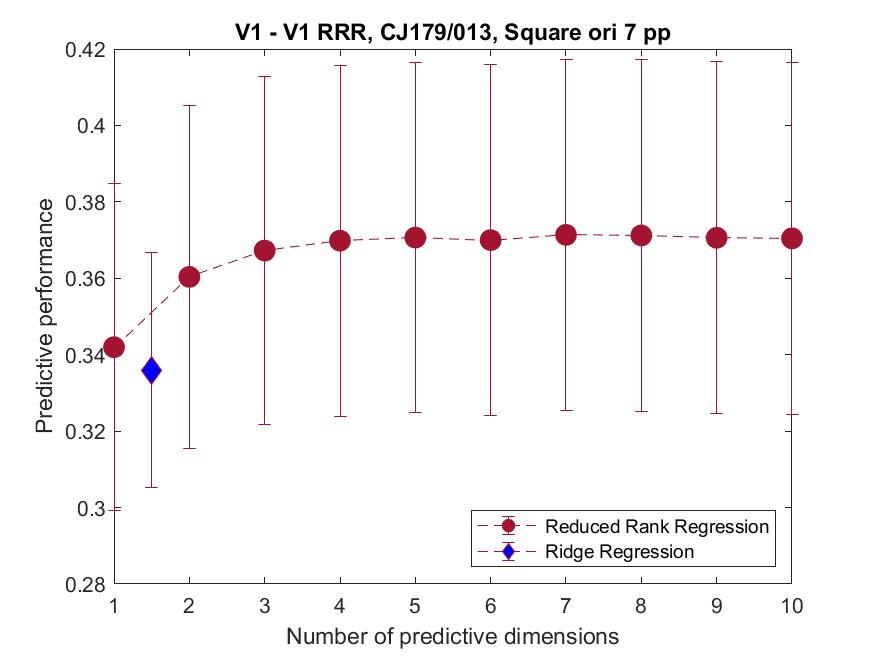 V1 - V1 RRR, CJ179/013, Square ori 7 pp
0.42
0.4
0.38
0.36
0.34
0.32
0.3
0.28
Predictive performance
1 2 3 4 5 6 7 8 9 10
Number of predictive dimensions
Reduced Rank Regression
Ridge Regression